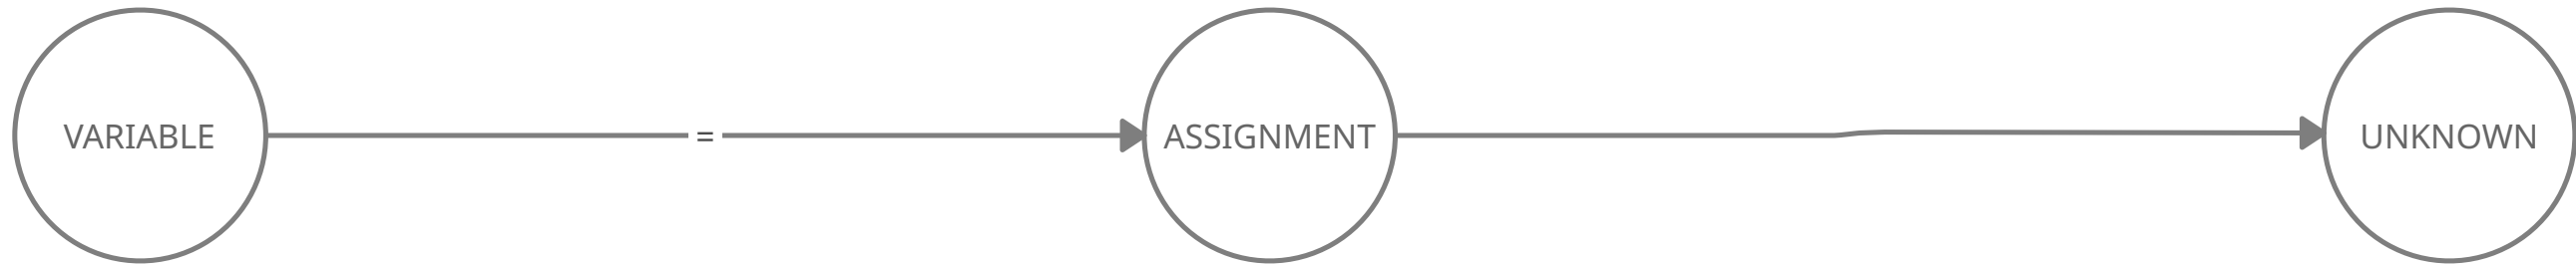 VARIABLE
=
ASSIGNMENT
UNKNOWN